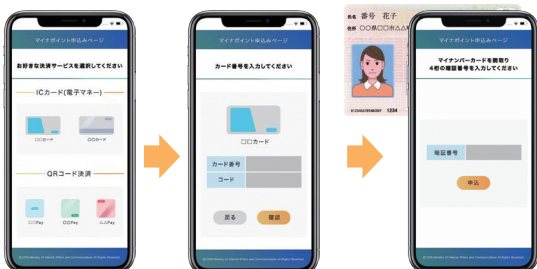 マイナポイント申込みページ
お好きな決済サービスを選択してください
ICカード(電子マネー)
□□カード
○○カード
QRコード決済
□□Pay
○○Pay
△△Pay
マイナポイント申込みページ
カード番号を入力してください
□□カード
カード番号
コード
戻る
確認
氏名 番号 花子
住所 ○○県□□市△△
1234
マイナポイント申込みページ
マイナンバーカードを読取り
4桁の暗証番号を入力してください
暗証番号
申込